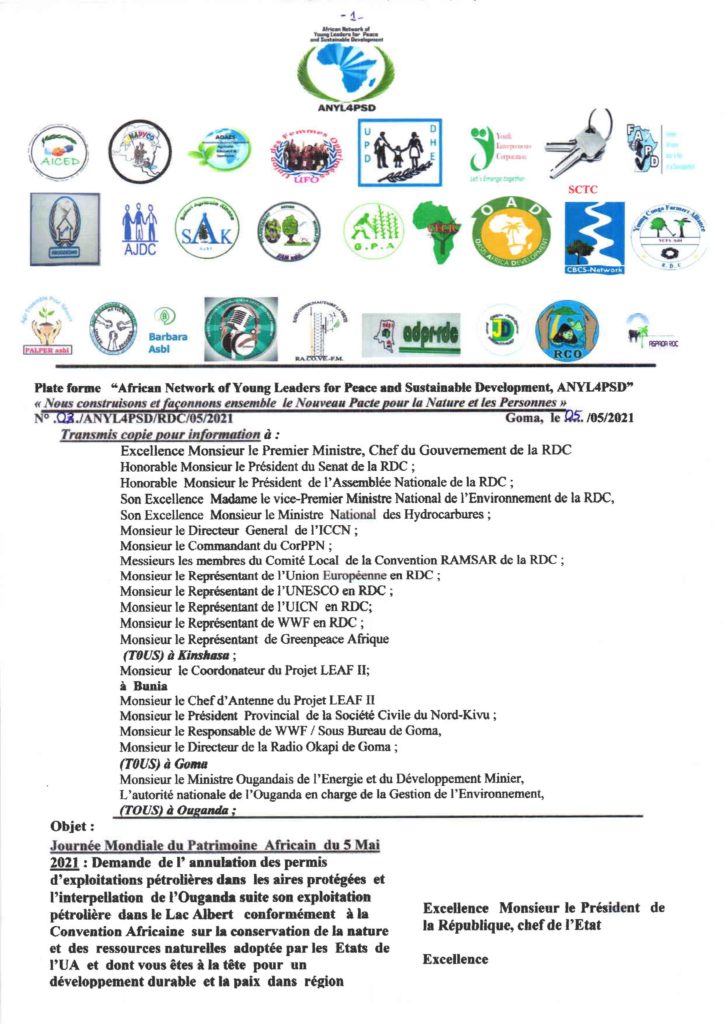 - 1 -
African Network of
Young Leaders for Peace
and Sustainable Development
ANYL4PSD
AICED
NAPYCO
Union des Femmes Opprimées
UFO
U P D
D H E
Youth
Entrepreneurs
Corporation
Let's Emerge together
SCTC
FAPD
AJDC
SAK
G.P.A
OAD
AFRICA DEVELOPMENT
CBCS-Network
Young Congo Farmers Alliance
YCFA Asbl
R.D.C
PALPER asbl
Barbara
Asbl
RA.CO.VE-F.M.
adprde
JD
RCO
ASPRODA RDC
Plate forme "African Network of Young Leaders for Peace and Sustainable Development, ANYL4PSD"
« Nous construisons et façonnons ensemble le Nouveau Pacte pour la Nature et les Personnes »
N° .03./ANYL4PSD/RDC/05/2021 Goma, le 05. /05/2021
Transmis copie pour information à :
Excellence Monsieur le Premier Ministre, Chef du Gouvernement de la RDC
Honorable Monsieur le Président du Senat de la RDC ;
Honorable Monsieur le Président de l'Assemblée Nationale de la RDC ;
Son Excellence Madame le vice-Premier Ministre National de l'Environnement de la RDC,
Son Excellence Monsieur le Ministre National des Hydrocarbures ;
Monsieur le Directeur General de l'ICCN ;
Monsieur le Commandant du CorPPN ;
Messieurs les membres du Comité Local de la Convention RAMSAR de la RDC ;
Monsieur le Représentant de l'Union Européenne en RDC ;
Monsieur le Représentant de l'UNESCO en RDC ;
Monsieur le Représentant de l'UICN en RDC;
Monsieur le Représentant de WWF en RDC ;
Monsieur le Représentant de Greenpeace Afrique
(T0US) à Kinshasa ;
Monsieur le Coordonateur du Projet LEAF II;
à Bunia
Monsieur le Chef d'Antenne du Projet LEAF II
Monsieur le Président Provincial de la Société Civile du Nord-Kivu ;
Monsieur le Responsable de WWF / Sous Bureau de Goma,
Monsieur le Directeur de la Radio Okapi de Goma ;
(T0US) à Goma
Monsieur le Ministre Ougandais de l'Energie et du Développement Minier,
L'autorité nationale de l'Ouganda en charge de la Gestion de l'Environnement,
(TOUS) à Ouganda ;
Objet :
Journée Mondiale du Patrimoine Africain du 5 Mai
2021 : Demande de l' annulation des permis
d'exploitations pétrolières dans les aires protégées et
l'interpellation de l'Ouganda suite son exploitation
pétrolière dans le Lac Albert conformément à la
Convention Africaine sur la conservation de la nature
et des ressources naturelles adoptée par les Etats de
l'UA et dont vous êtes à la tête pour un
développement durable et la paix dans région
Excellence Monsieur le Président de
la République, chef de l'Etat
Excellence